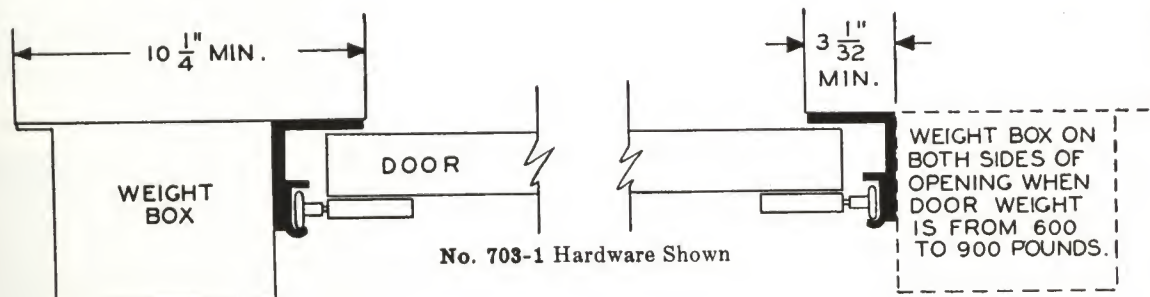 10 1/4" MIN.
3 1/32"
MIN.
DOOR
WEIGHT
BOX
WEIGHT BOX ON
BOTH SIDES OF
OPENING WHEN
DOOR WEIGHT
IS FROM 600
TO 900 POUNDS.
No. 703-1 Hardware Shown